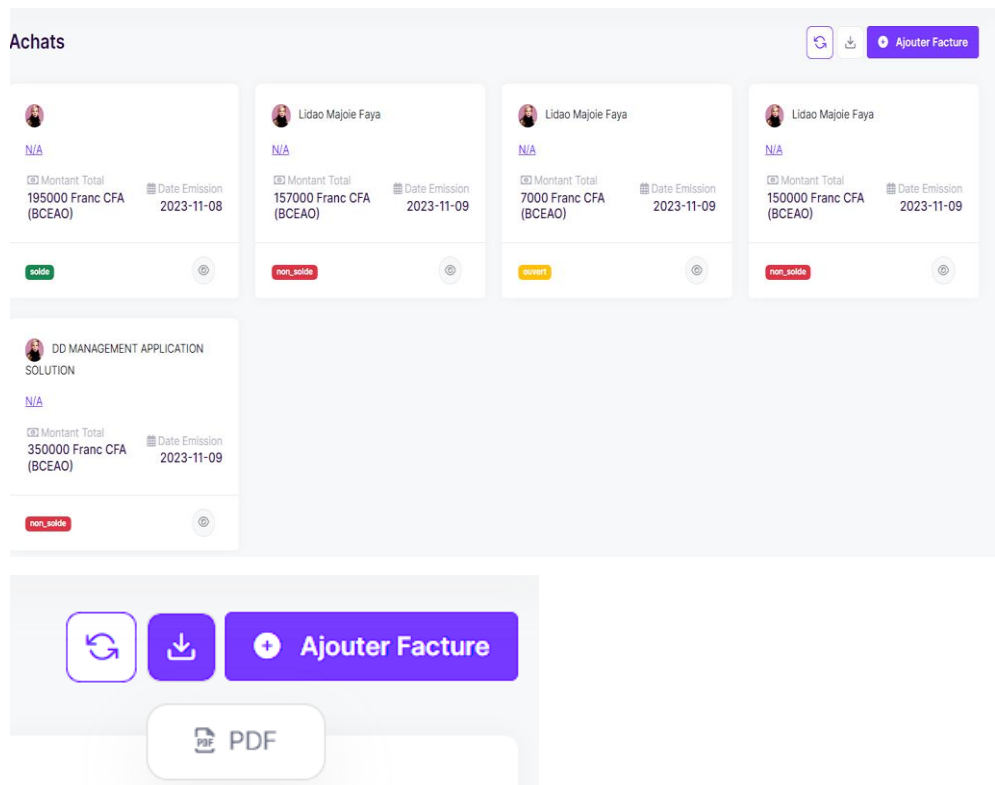 Achats
Ajouter Facture
N/A
Montant Total
195000 Franc CFA
(BCEAO)
Date Emission
2023-11-08
solde
Lidao Majoie Faya
N/A
Montant Total
157000 Franc CFA
(BCEAO)
Date Emission
2023-11-09
non_solde
Lidao Majoie Faya
N/A
Montant Total
7000 Franc CFA
(BCEAO)
Date Emission
2023-11-09
ouvert
Lidao Majoie Faya
N/A
Montant Total
150000 Franc CFA
(BCEAO)
Date Emission
2023-11-09
non_solde
DD MANAGEMENT APPLICATION
SOLUTION
N/A
Montant Total
350000 Franc CFA
(BCEAO)
Date Emission
2023-11-09
non_solde
Ajouter Facture
PDF PDF